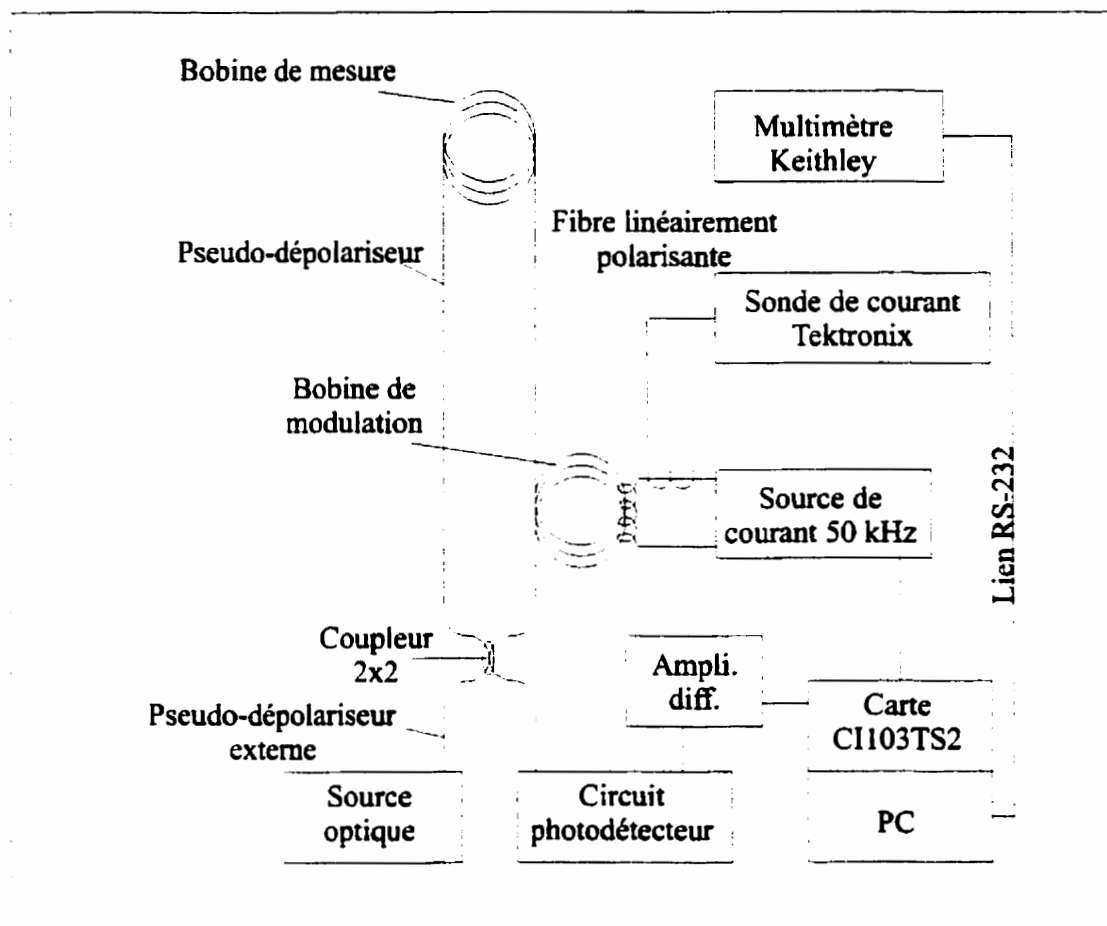 Bobine de mesure
Multimètre
Keithley
Fibre linéairement
polarisante
Pseudo-dépolariseur
Sonde de courant
Tektronix
Bobine de
modulation
Source de
courant 50 kHz
Lien RS-232
Coupleur
2x2
Ampli.
diff.
Carte
CI103TS2
Pseudo-dépolariseur
externe
Source
optique
Circuit
photodétecteur
PC